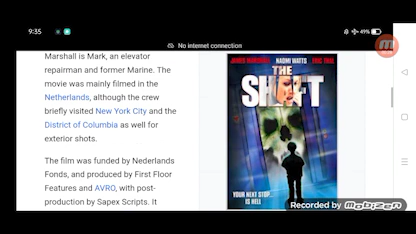 9:35
49%
No internet connection
Marshall is Mark, an elevator
repairman and former Marine. The
movie was mainly filmed in the
Netherlands, although the crew
briefly visited New York City and the
District of Columbia as well for
exterior shots.
The film was funded by Nederlands
Fonds, and produced by First Floor
Features and AVRO, with post-
production by Sapex Scripts. It
JAMES MARSHALL NAOMI WATTS ERIC THAL
THE
SHAFT
YOUR NEXT STOP...
IS HELL
Recorded by mobizen